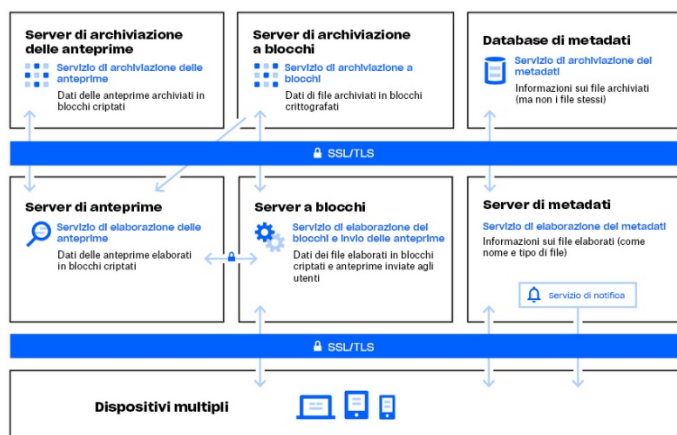 Server di archiviazione
delle anteprime
Servizio di archiviazione delle
anteprime
Dati delle anteprime archiviati in
blocchi criptati
Server di archiviazione
a blocchi
Servizio di archiviazione a
blocchi
Dati di file archiviati in blocchi
crittografati
Database di metadati
Servizio di archiviazione dei
metadati
Informazioni sui file archiviati
(ma non i file stessi)
SSL/TLS
Server di anteprime
Servizio di elaborazione delle
anteprime
Dati delle anteprime elaborati
in blocchi criptati
Server a blocchi
Servizio di elaborazione dei
blocchi e invio delle anteprime
Dati dei file elaborati in blocchi
criptati e anteprime inviate agli
utenti
Server di metadati
Servizio di elaborazione dei metadati
Informazioni sui file elaborati (come
nome e tipo di file)
Servizio di notifica
SSL/TLS
Dispositivi multipli